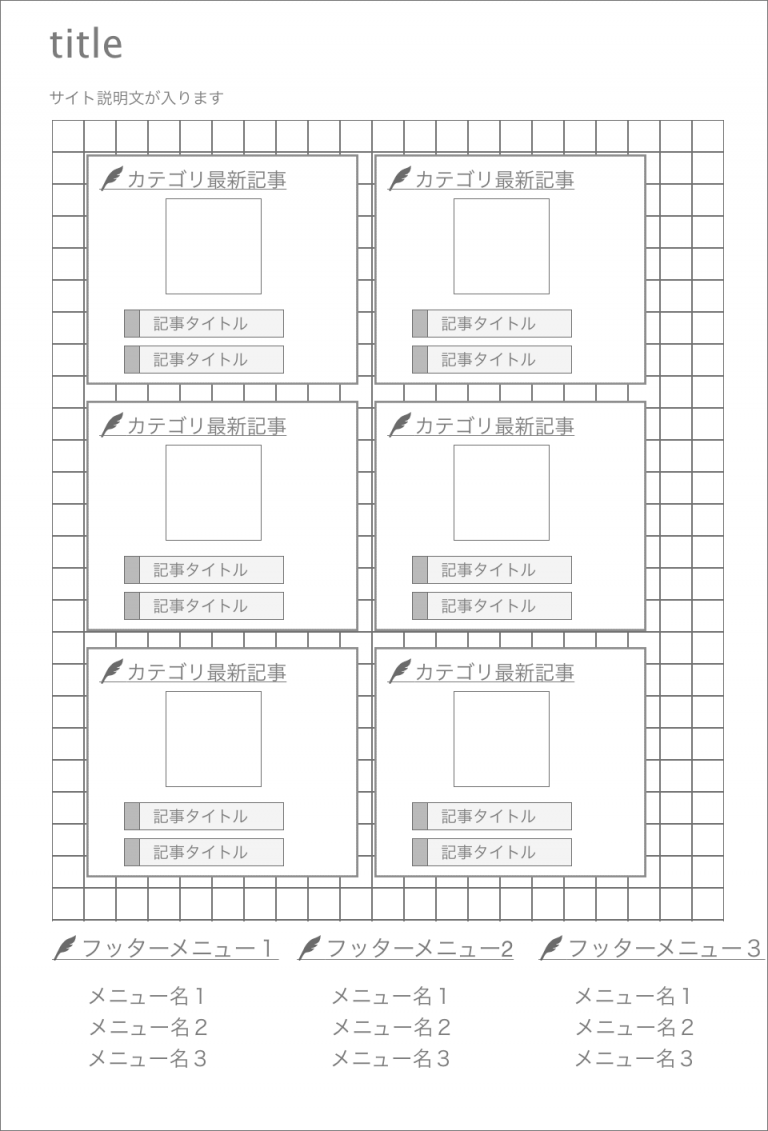 title
サイト説明文が入ります
カテゴリ最新記事
記事タイトル
記事タイトル
カテゴリ最新記事
記事タイトル
記事タイトル
カテゴリ最新記事
記事タイトル
記事タイトル
カテゴリ最新記事
記事タイトル
記事タイトル
カテゴリ最新記事
記事タイトル
記事タイトル
カテゴリ最新記事
記事タイトル
記事タイトル
フッターメニュー１
メニュー名１
メニュー名２
メニュー名３
フッターメニュー2
メニュー名１
メニュー名２
メニュー名３
フッターメニュー３
メニュー名１
メニュー名２
メニュー名３